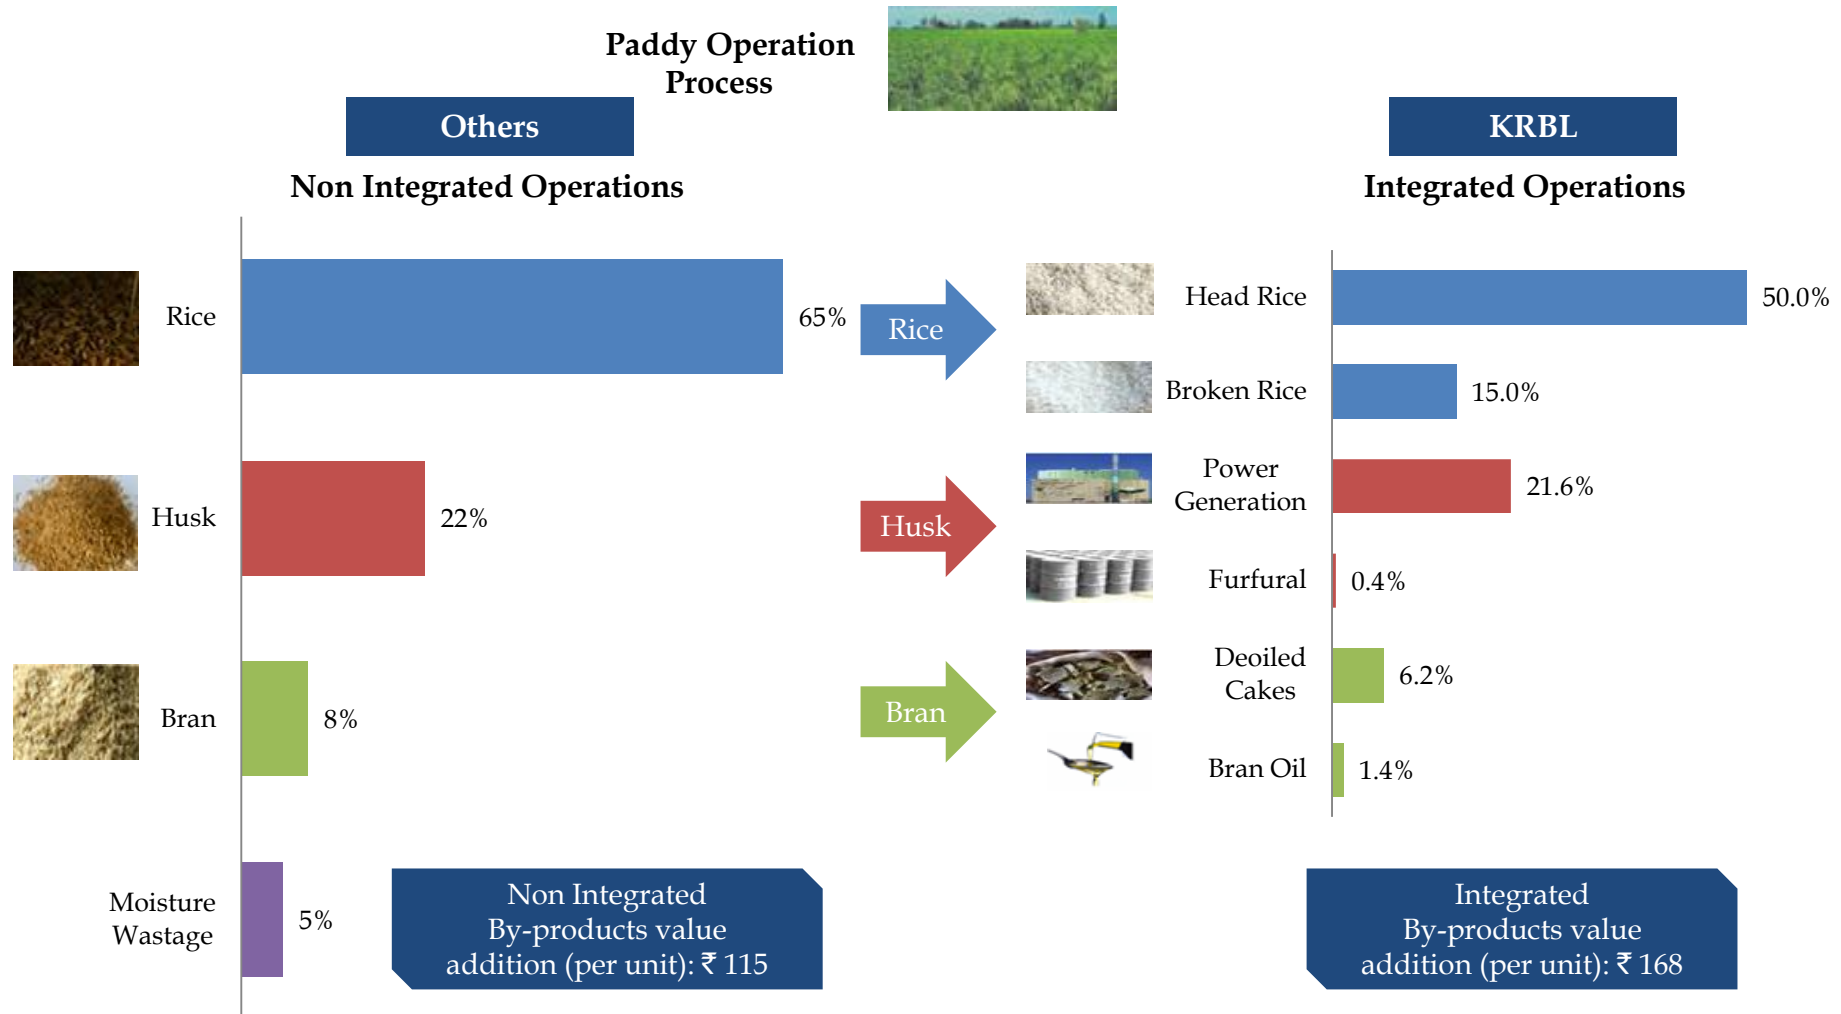 Paddy Operation
Process
Others
Non Integrated Operations
Rice
65%
Husk
22%
Bran
8%
Moisture
Wastage
5%
Non Integrated
By-products value
addition (per unit): ₹ 115
Rice
Husk
Bran
KRBL
Integrated Operations
Head Rice
50.0%
Broken Rice
15.0%
Power
Generation
21.6%
Furfural
0.4%
Deoiled
Cakes
6.2%
Bran Oil
1.4%
Integrated
By-products value
addition (per unit): ₹ 168